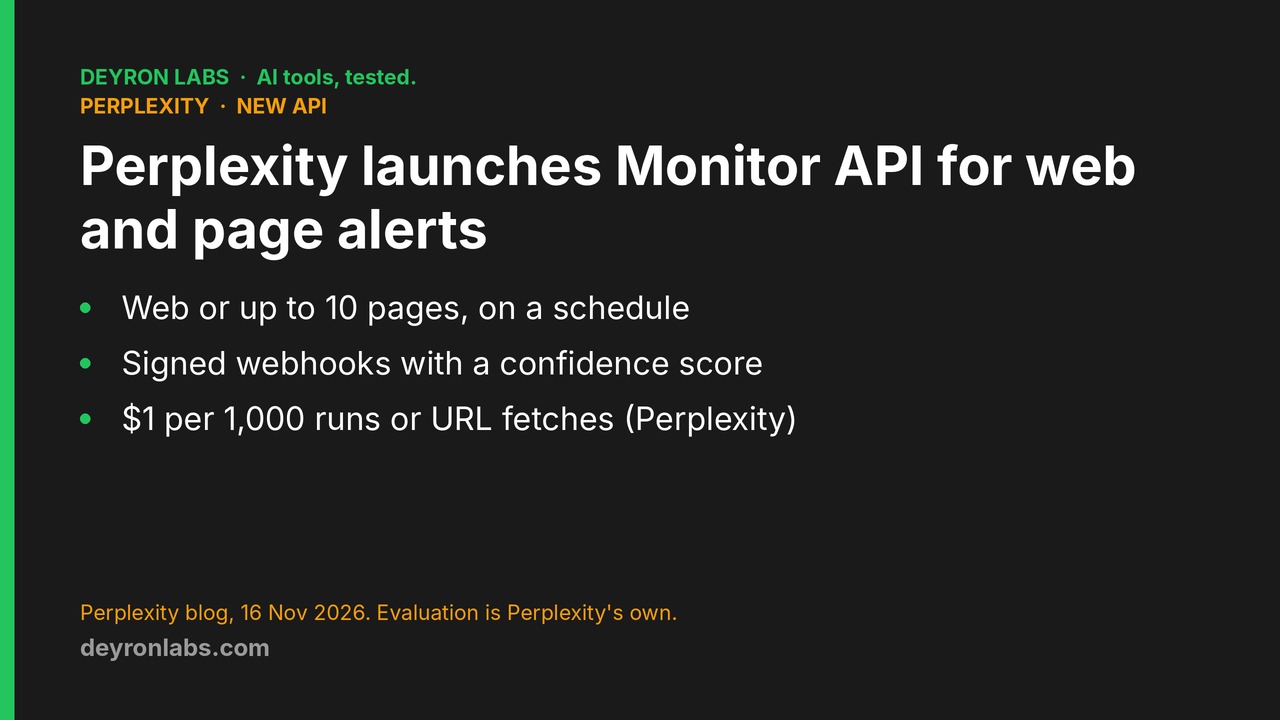 DEYRON LABS · AI tools, tested.
PERPLEXITY · NEW API
Perplexity launches Monitor API for web
and page alerts
• Web or up to 10 pages, on a schedule
• Signed webhooks with a confidence score
• $1 per 1,000 runs or URL fetches (Perplexity)
Perplexity blog, 16 Nov 2026. Evaluation is Perplexity's own.
deyronlabs.com